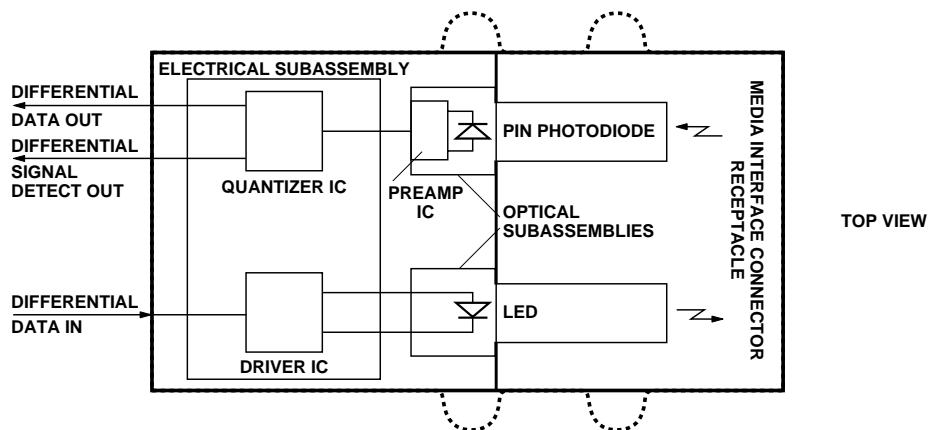 ELECTRICAL SUBASSEMBLY
DIFFERENTIAL
DATA OUT
DIFFERENTIAL
SIGNAL
DETECT OUT
QUANTIZER IC
PREAMP
IC
PIN PHOTODIODE
OPTICAL
SUBASSEMBLIES
DIFFERENTIAL
DATA IN
DRIVER IC
LED
MEDIA INTERFACE CONNECTOR
RECEPTACLE
TOP VIEW